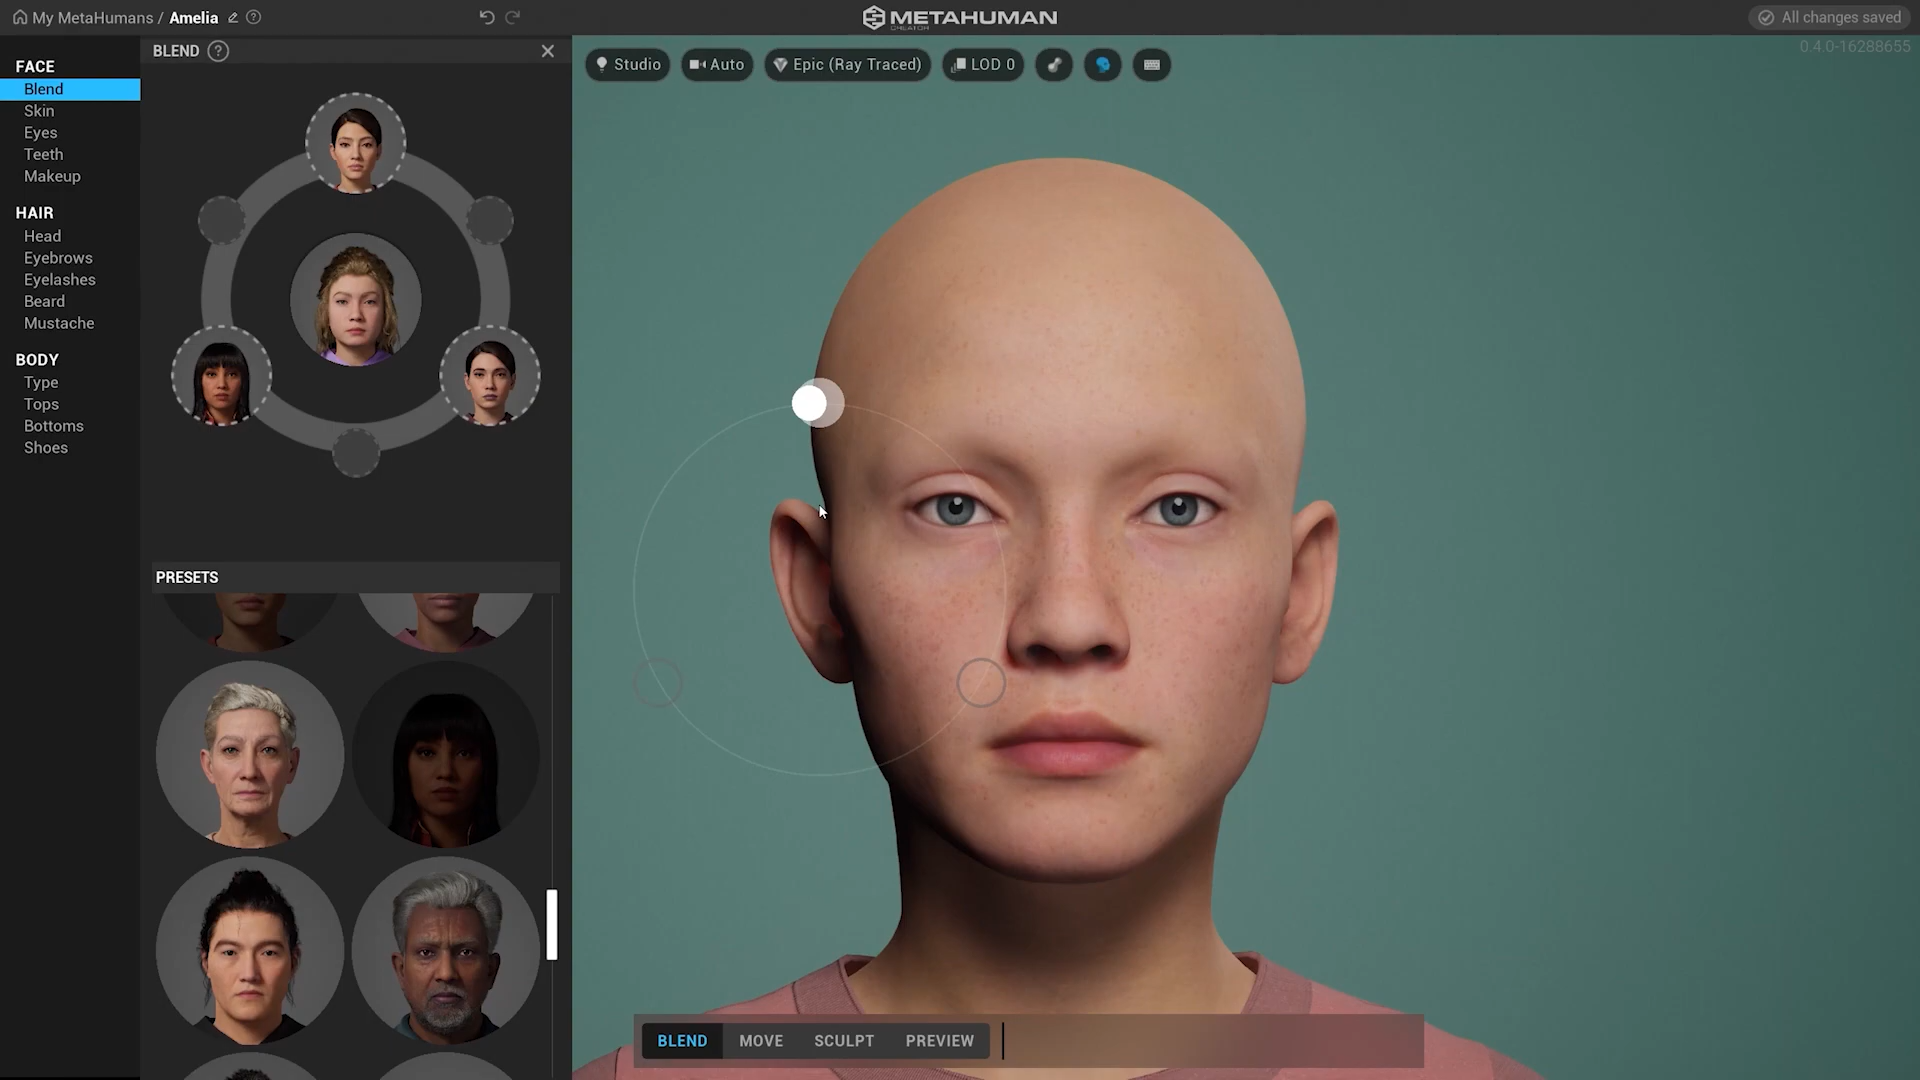 My MetaHumans / Amelia
METAHUMAN
CREATOR
All changes saved
0.4.0-16288655
BLEND
Studio
Auto
Epic (Ray Traced)
LOD 0
FACE
Blend
Skin
Eyes
Teeth
Makeup
HAIR
Head
Eyebrows
Eyelashes
Beard
Mustache
BODY
Type
Tops
Bottoms
Shoes
PRESETS
BLEND MOVE SCULPT PREVIEW